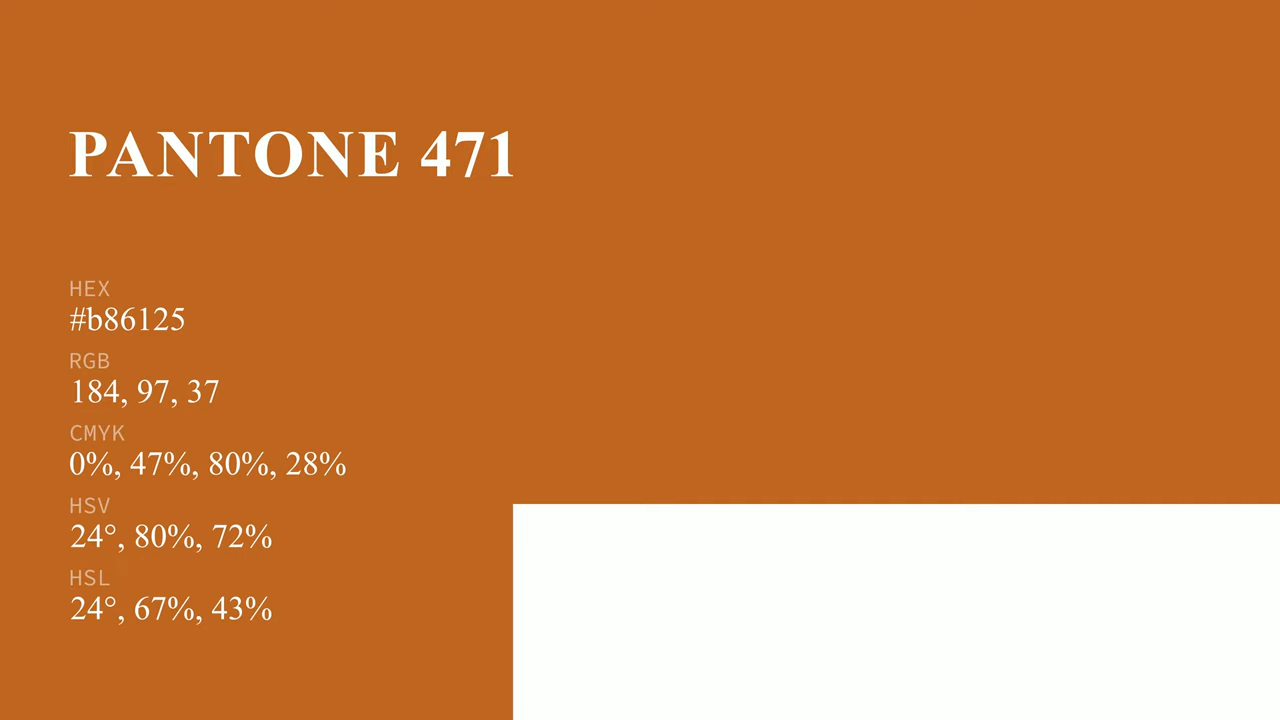 PANTONE 471
HEX
#b86125
RGB
184, 97, 37
CMYK
0%, 47%, 80%, 28%
HSV
24°, 80%, 72%
HSL
24°, 67%, 43%